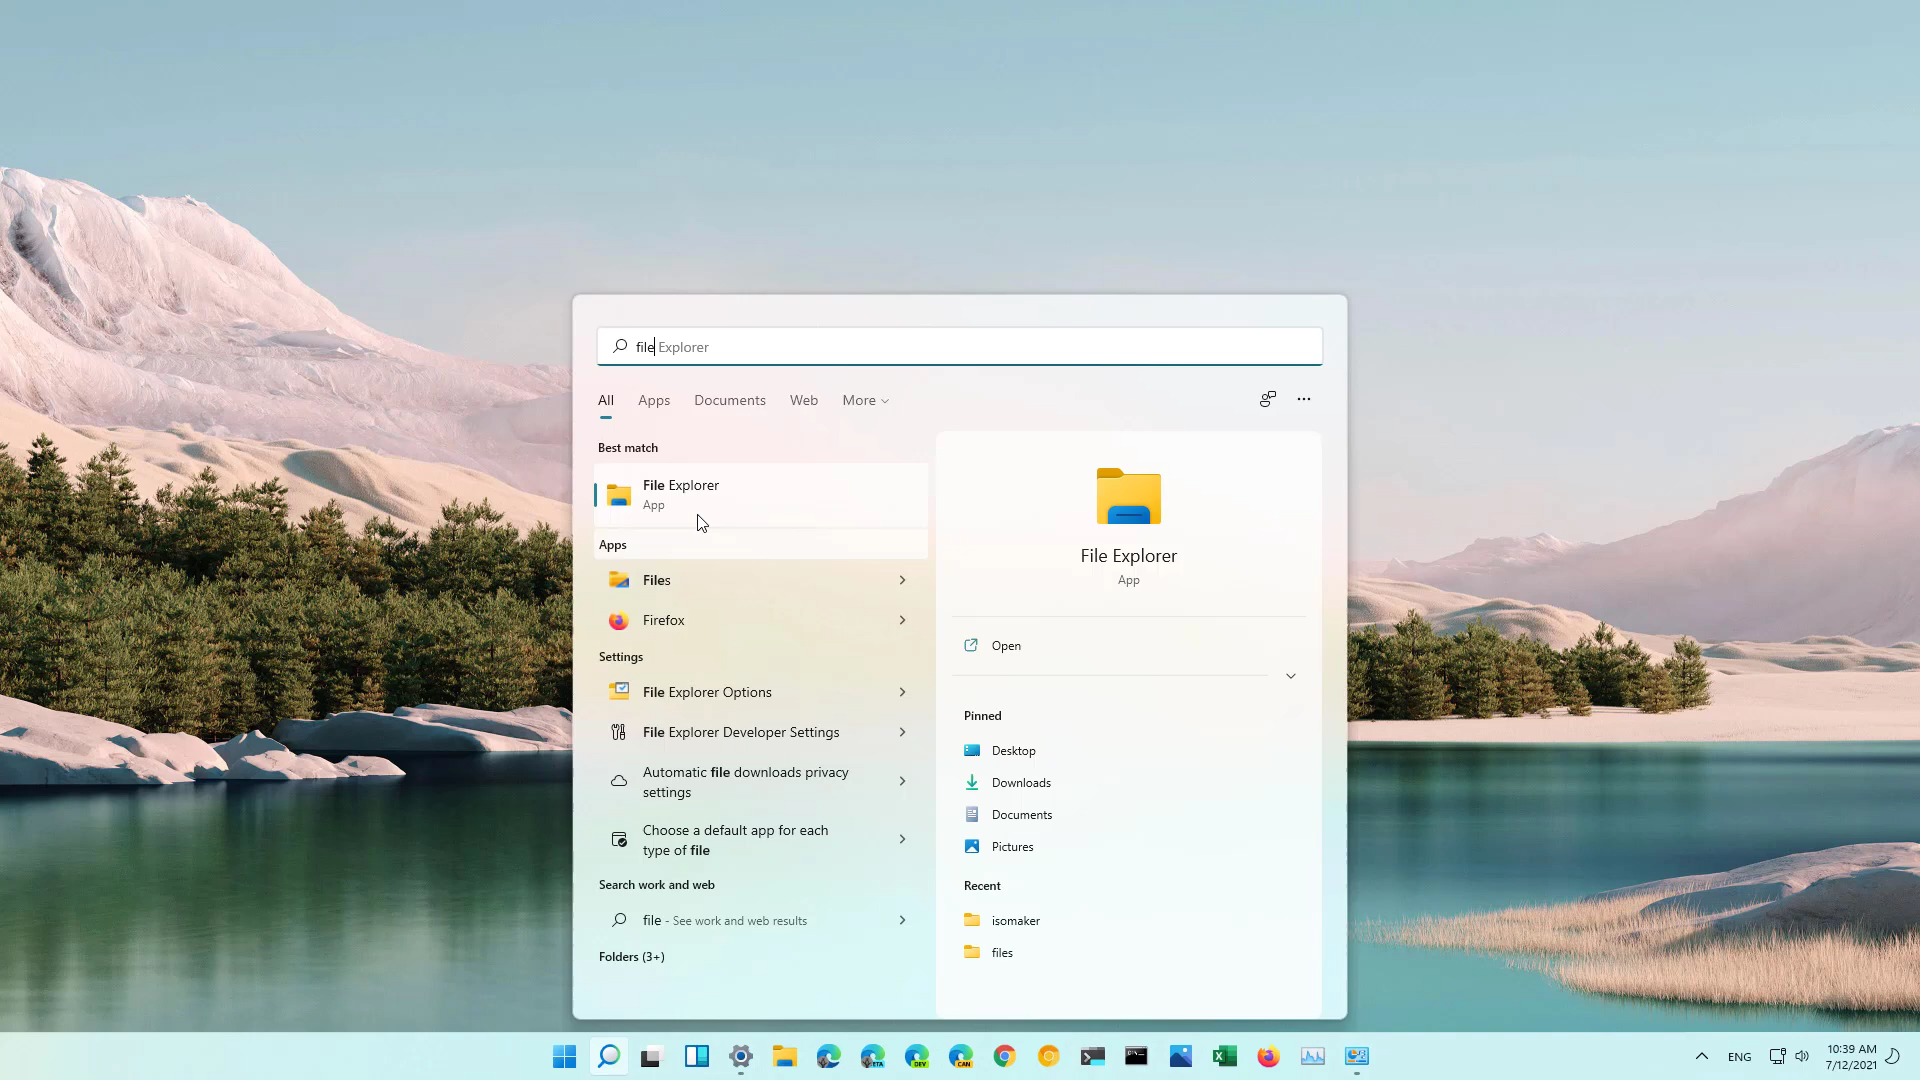 file Explorer
All Apps Documents Web More
Best match
File Explorer
App
Apps
Files
Firefox
Settings
File Explorer Options
File Explorer Developer Settings
Automatic file downloads privacy
settings
Choose a default app for each
type of file
Search work and web
file - See work and web results
Folders (3+)
File Explorer
App
Open
Pinned
Desktop
Downloads
Documents
Pictures
Recent
isomaker
files
BETA
DEV
CAN
ENG
10:39 AM
7/12/2021